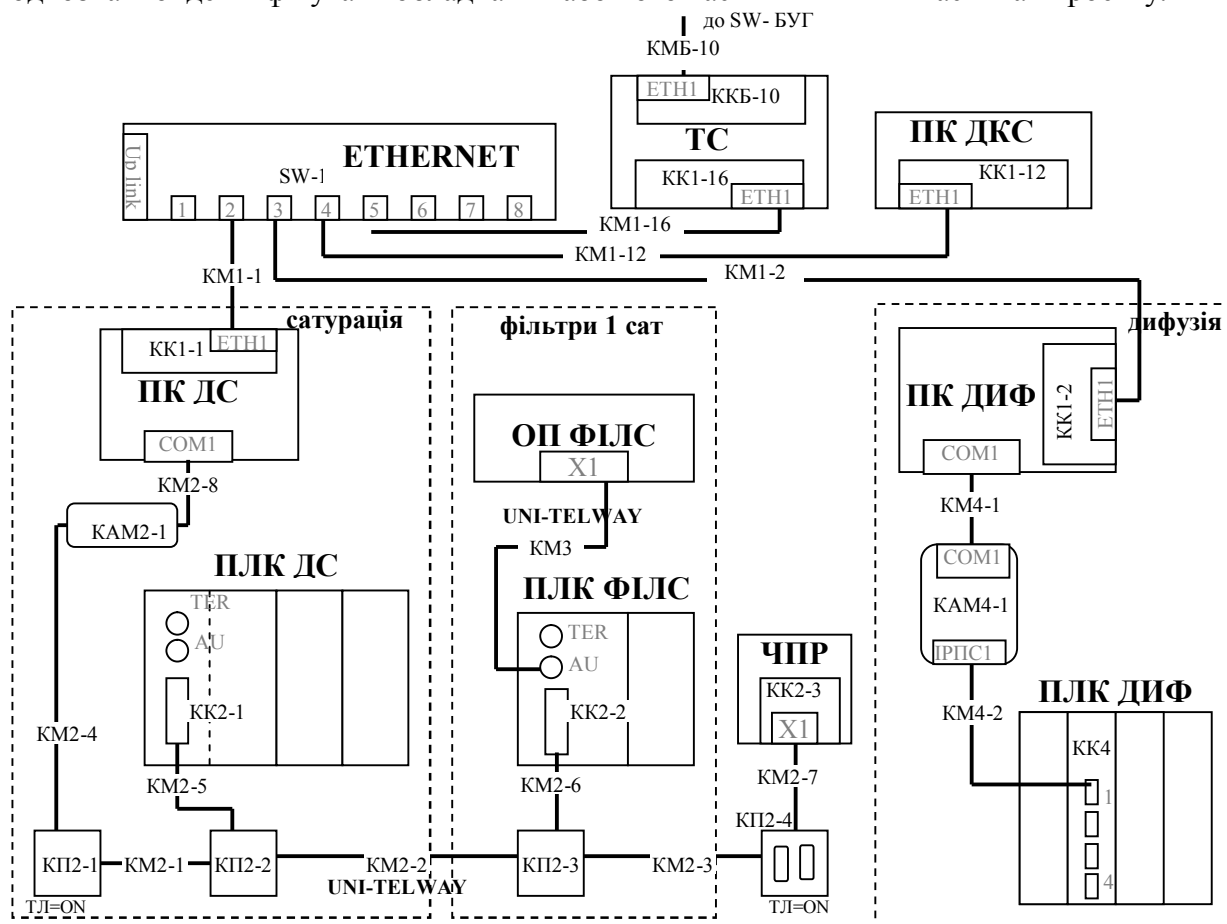 до SW- БУГ
КМБ-10
ETH1
ККБ-10
ТС
КК1-16
ETH1
ПК ДКС
КК1-12
ETH1
Up link
ETHERNET
SW-1
1 2 3 4 5 6 7 8
КМ1-16
КМ1-12
КМ1-1
КМ1-2
сатурація
фільтри 1 сат
дифузія
КК1-1
ETH1
ПК ДС
COM1
КМ2-8
КАМ2-1
ОП ФІЛС
X1
UNI-TELWAY
КМ3
ПК ДИФ
КК1-2
ETH1
COM1
КМ4-1
COM1
КАМ4-1
ІРПС1
КМ4-2
ПЛК ДС
TER
AU
КК2-1
ПЛК ФІЛС
TER
AU
КК2-2
ЧПР
КК2-3
X1
ПЛК ДИФ
КК4
1
4
КМ2-4
КМ2-5
КМ2-6
КМ2-7
КП2-4
КП2-1
КМ2-1
КП2-2
КМ2-2
КП2-3
КМ2-3
UNI-TELWAY
ТЛ=ON
ТЛ=ON